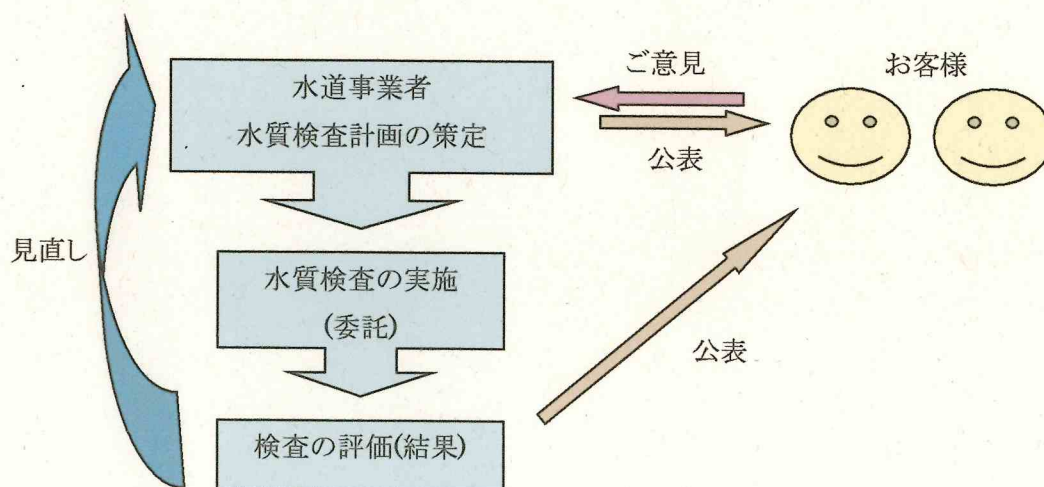 水道事業者
水質検査計画の策定
ご意見
お客様
公表
見直し
水質検査の実施
(委託)
公表
検査の評価(結果)